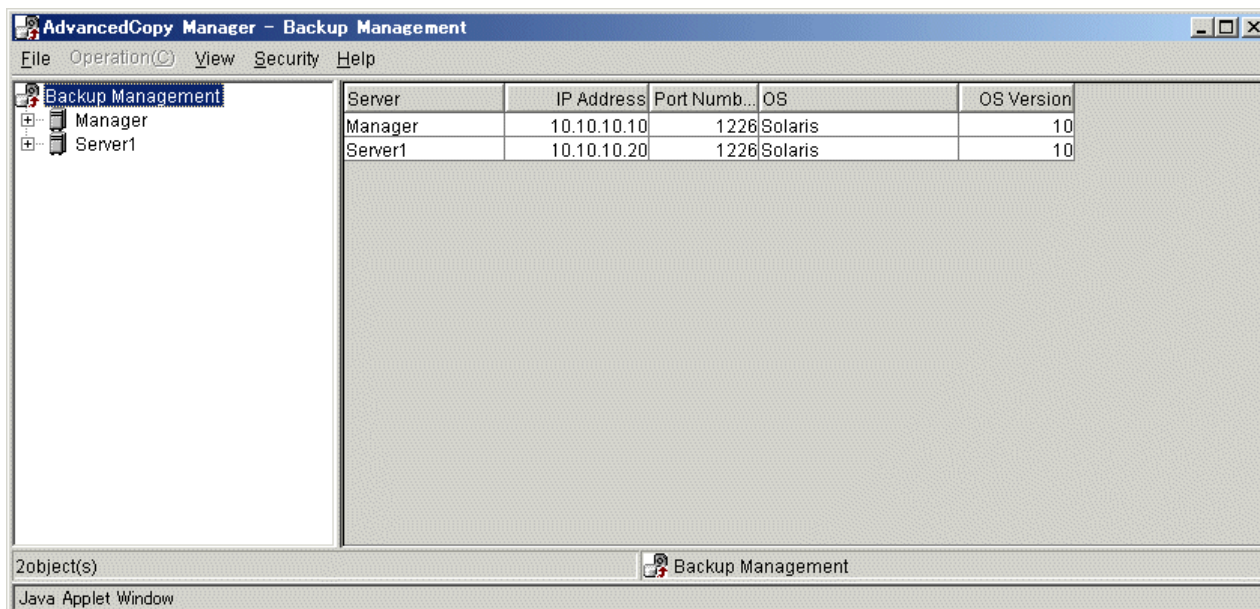 AdvancedCopy Manager - Backup Management
File Operation(C) View Security Help
Backup Management
Manager
Server1
Server IP Address Port Numb... OS OS Version
Manager 10.10.10.10 1226 Solaris 10
Server1 10.10.10.20 1226 Solaris 10
2object(s) Backup Management
Java Applet Window